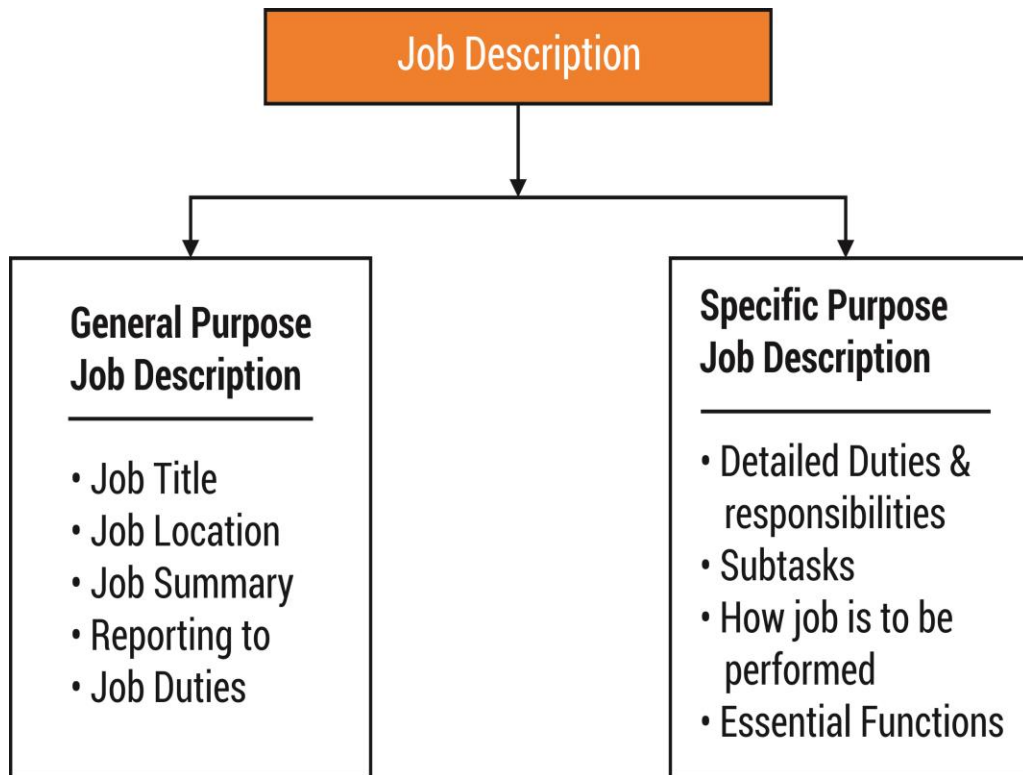 Job Description
General Purpose
Job Description
• Job Title
• Job Location
• Job Summary
• Reporting to
• Job Duties
Specific Purpose
Job Description
• Detailed Duties &
responsibilities
• Subtasks
• How job is to be
performed
• Essential Functions